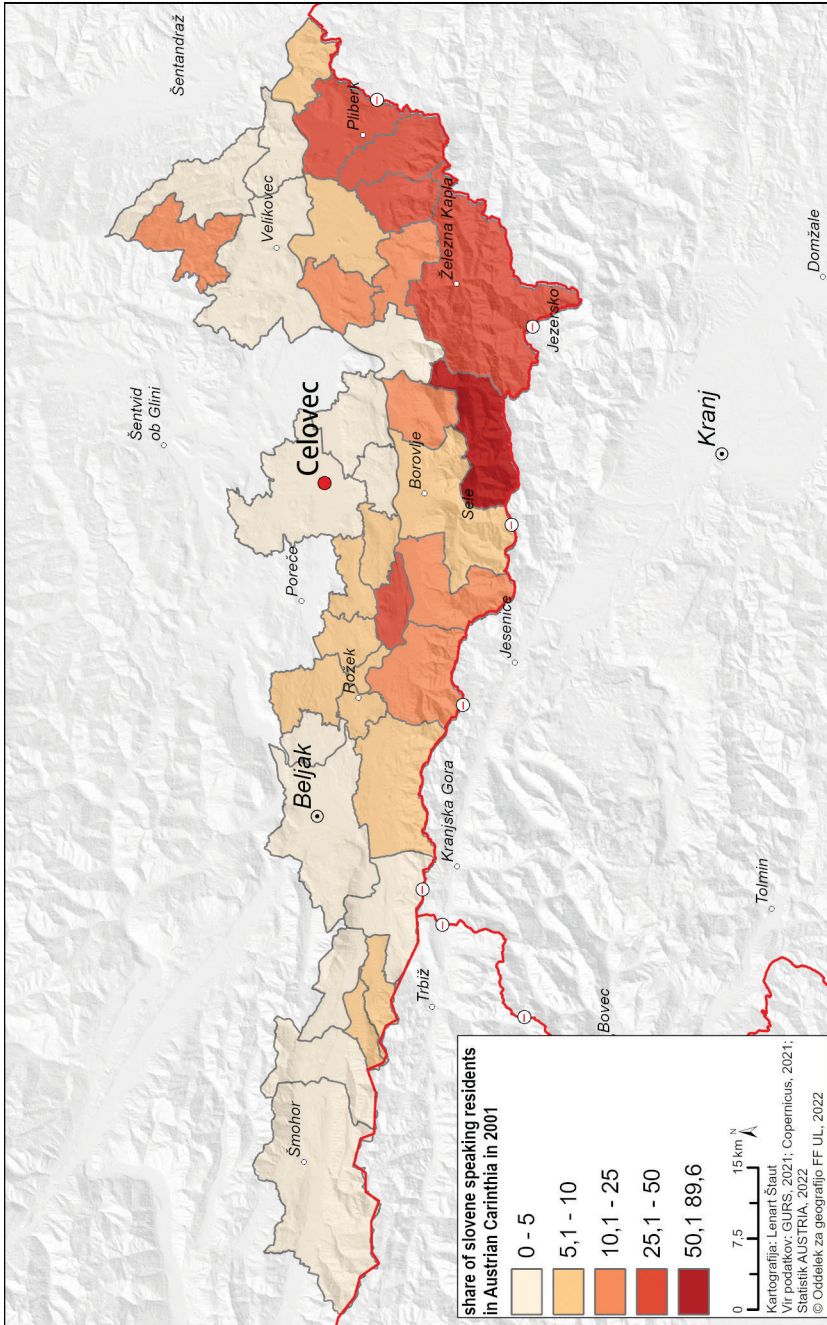 Šentandraž
Pliberk
Velikovec
Železna Kapla
Jezersko
Domžale
Šentvid
ob Glini
Celovec
Borovlje
Sele
Kranj
Poreče
Rožek
Jesenice
Beljak
Kranjska Gora
Tolmin
Trbiž
Bovec
Šmohor
share of slovene speaking residents
in Austrian Carinthia in 2001
0 - 5
5,1 - 10
10,1 - 25
25,1 - 50
50,1 89,6
0 7.5 15 km N
Kartografija: Lenart Štaut
Vir podatkov: GURS, 2021; Copernicus, 2021;
Statistik AUSTRIA, 2022
© Oddelek za geografijo FF UL, 2022